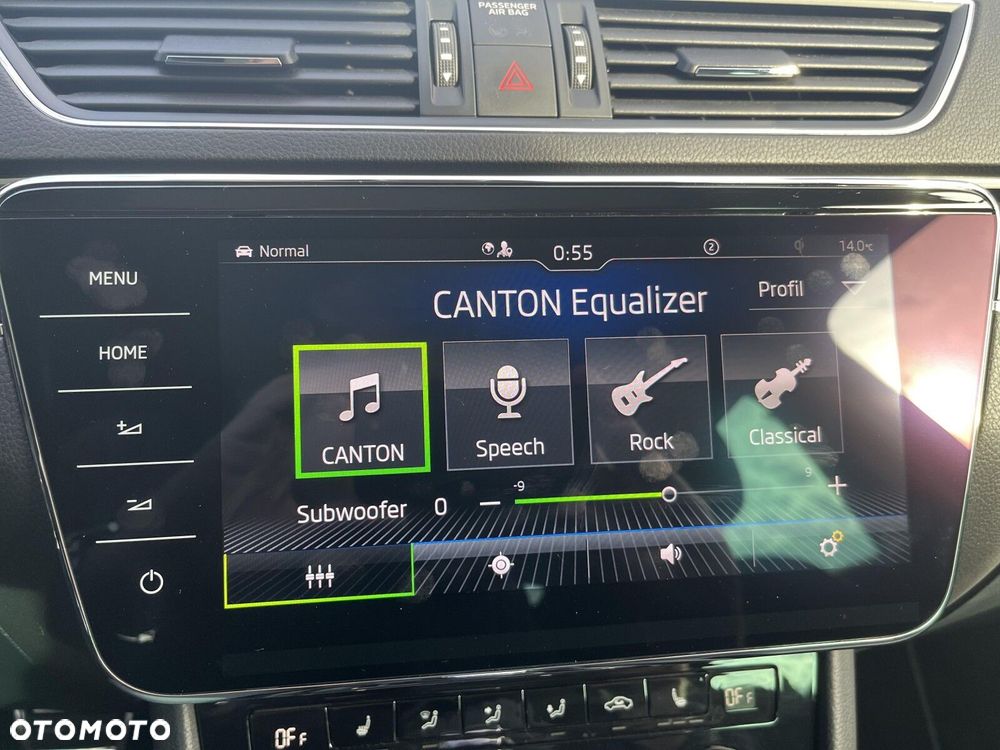 PASSENGER
AIR BAG
Normal
0:55
2
14.0°C
MENU
CANTON Equalizer
Profil
HOME
CANTON
Speech
Rock
Classical
Subwoofer 0 — -9 9 +
OFF
OFF
OTOMOTO